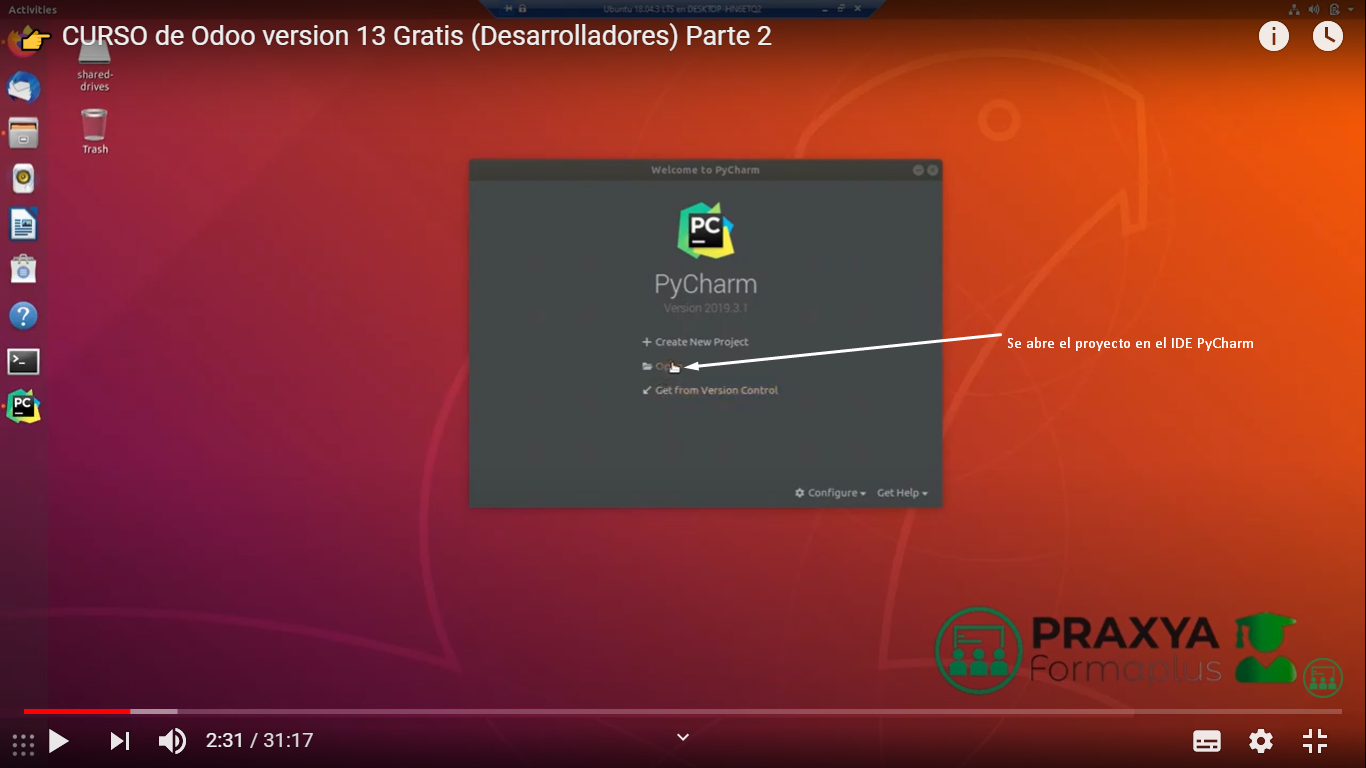 Activities
Ubuntu 18.04.3 LTS en DESKTOP-HN6ETQ2
👉 CURSO de Odoo version 13 Gratis (Desarrolladores) Parte 2
shared-
drives
Trash
Welcome to PyCharm
PC
PyCharm
Version 2019.3.1
+ Create New Project
Se abre el proyecto en el IDE PyCharm
Get from Version Control
Configure
Get Help
PC
PRAXYA
Formaplus
2:31 / 31:17